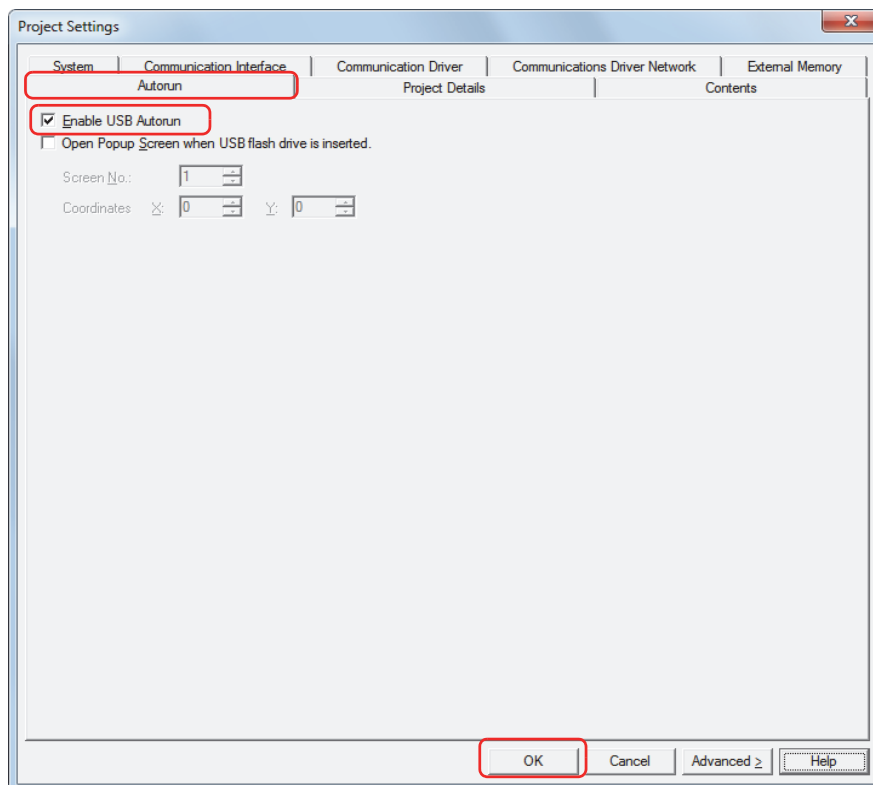 Project Settings
System Communication Interface Communication Driver Communications Driver Network External Memory
Autorun Project Details Contents
Enable USB Autorun
Open Popup Screen when USB flash drive is inserted.
Screen No.: 1
Coordinates X: 0 Y: 0
OK Cancel Advanced > Help